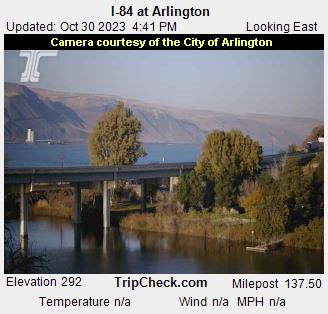 I-84 at Arlington
Updated: Oct 30 2023 4:41 PM Looking East
Camera courtesy of the City of Arlington
Elevation 292 TripCheck.com Milepost 137.50
Temperature n/a Wind n/a MPH n/a